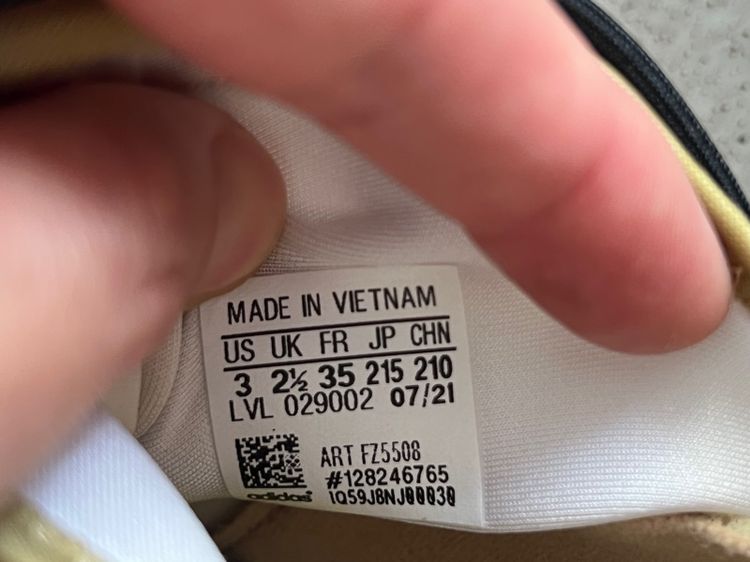 MADE IN VIETNAM
US UK FR JP CHN
3 2½ 35 215 210
LVL 029002 07/21
ART FZ5508
#128246765
1Q59J8NJ00030
adidas